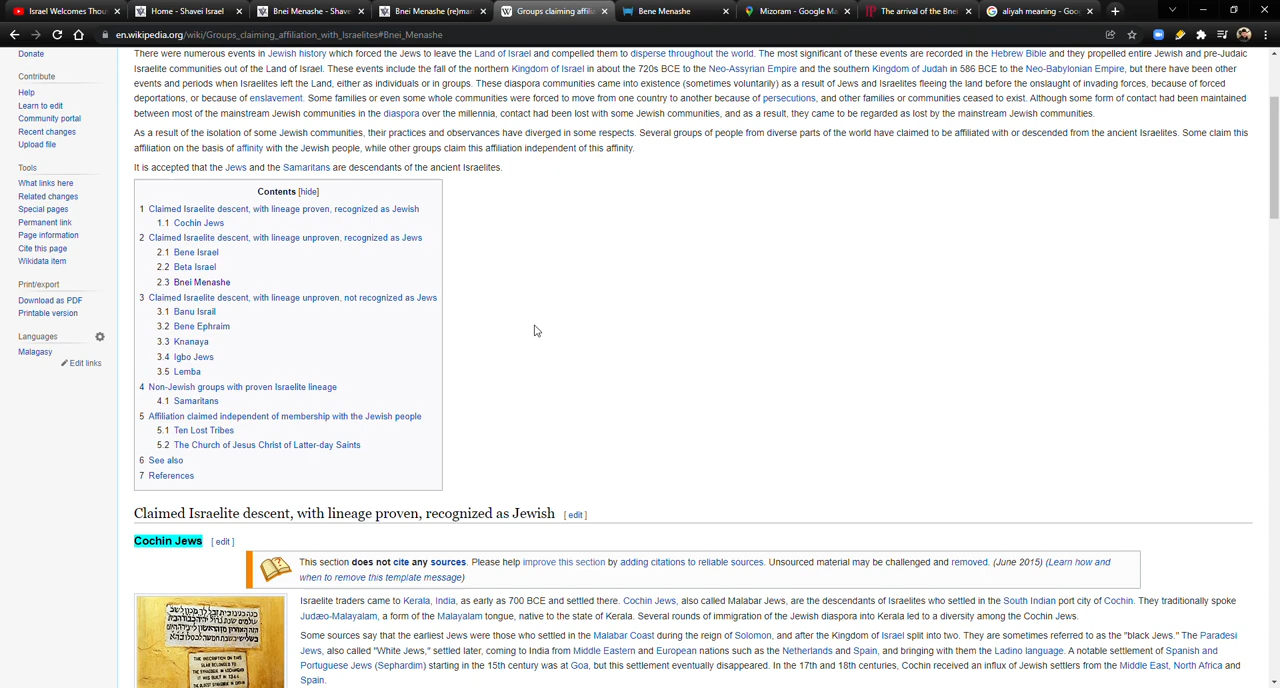 Israel Welcomes Thou
Home - Shavei Israel
Bnei Menashe - Shave
Bnei Menashe (re)mar
Groups claiming affilia
Bene Menashe
Mizoram - Google Ma
The arrival of the Bne
aliyah meaning - Goo
en.wikipedia.org/wiki/Groups_claiming_affiliation_with_Israelites#Bnei_Menashe
Donate
Contribute
Help
Learn to edit
Community portal
Recent changes
Upload file
Tools
What links here
Related changes
Special pages
Permanent link
Page information
Cite this page
Wikidata item
Print/export
Download as PDF
Printable version
Languages
Malagasy
Edit links
There were numerous events in Jewish history which forced the Jews to leave the Land of Israel and compelled them to disperse throughout the world. The most significant of these events are recorded in the Hebrew Bible and they propelled entire Jewish and pre-Judaic
Israelite communities out of the Land of Israel. These events include the fall of the northern Kingdom of Israel in about the 720s BCE to the Neo-Assyrian Empire and the southern Kingdom of Judah in 586 BCE to the Neo-Babylonian Empire, but there have been other
events and periods when Israelites left the Land, either as individuals or in groups. These diaspora communities came into existence (sometimes voluntarily) as a result of Jews and Israelites fleeing the land before the onslaught of invading forces, because of forced
deportations, or because of enslavement. Some families or even some whole communities were forced to move from one country to another because of persecutions, and other families or communities ceased to exist. Although some form of contact had been maintained
between most of the mainstream Jewish communities in the diaspora over the millennia, contact had been lost with some Jewish communities, and as a result, they came to be regarded as lost by the mainstream Jewish communities.
As a result of the isolation of some Jewish communities, their practices and observances have diverged in some respects. Several groups of people from diverse parts of the world have claimed to be affiliated with or descended from the ancient Israelites. Some claim this
affiliation on the basis of affinity with the Jewish people, while other groups claim this affiliation independent of this affinity.
It is accepted that the Jews and the Samaritans are descendants of the ancient Israelites.
Contents [hide]
1 Claimed Israelite descent, with lineage proven, recognized as Jewish
1.1 Cochin Jews
2 Claimed Israelite descent, with lineage unproven, recognized as Jews
2.1 Bene Israel
2.2 Beta Israel
2.3 Bnei Menashe
3 Claimed Israelite descent, with lineage unproven, not recognized as Jews
3.1 Banu Israil
3.2 Bene Ephraim
3.3 Knanaya
3.4 Igbo Jews
3.5 Lemba
4 Non-Jewish groups with proven Israelite lineage
4.1 Samaritans
5 Affiliation claimed independent of membership with the Jewish people
5.1 Ten Lost Tribes
5.2 The Church of Jesus Christ of Latter-day Saints
6 See also
7 References
Claimed Israelite descent, with lineage proven, recognized as Jewish [ edit ]
Cochin Jews [ edit ]
This section does not cite any sources. Please help improve this section by adding citations to reliable sources. Unsourced material may be challenged and removed. (June 2015) (Learn how and
when to remove this template message)
Israelite traders came to Kerala, India, as early as 700 BCE and settled there. Cochin Jews, also called Malabar Jews, are the descendants of Israelites who settled in the South Indian port city of Cochin. They traditionally spoke
Judæo-Malayalam, a form of the Malayalam tongue, native to the state of Kerala. Several rounds of immigration of the Jewish diaspora into Kerala led to a diversity among the Cochin Jews.
Some sources say that the earliest Jews were those who settled in the Malabar Coast during the reign of Solomon, and after the Kingdom of Israel split into two. They are sometimes referred to as the "black Jews." The Paradesi
Jews, also called "White Jews," settled later, coming to India from Middle Eastern and European nations such as the Netherlands and Spain, and bringing with them the Ladino language. A notable settlement of Spanish and
Portuguese Jews (Sephardim) starting in the 15th century was at Goa, but this settlement eventually disappeared. In the 17th and 18th centuries, Cochin received an influx of Jewish settlers from the Middle East, North Africa and
Spain.
THE INSCRIPTION ON THIS
SLAB BELONGED TO